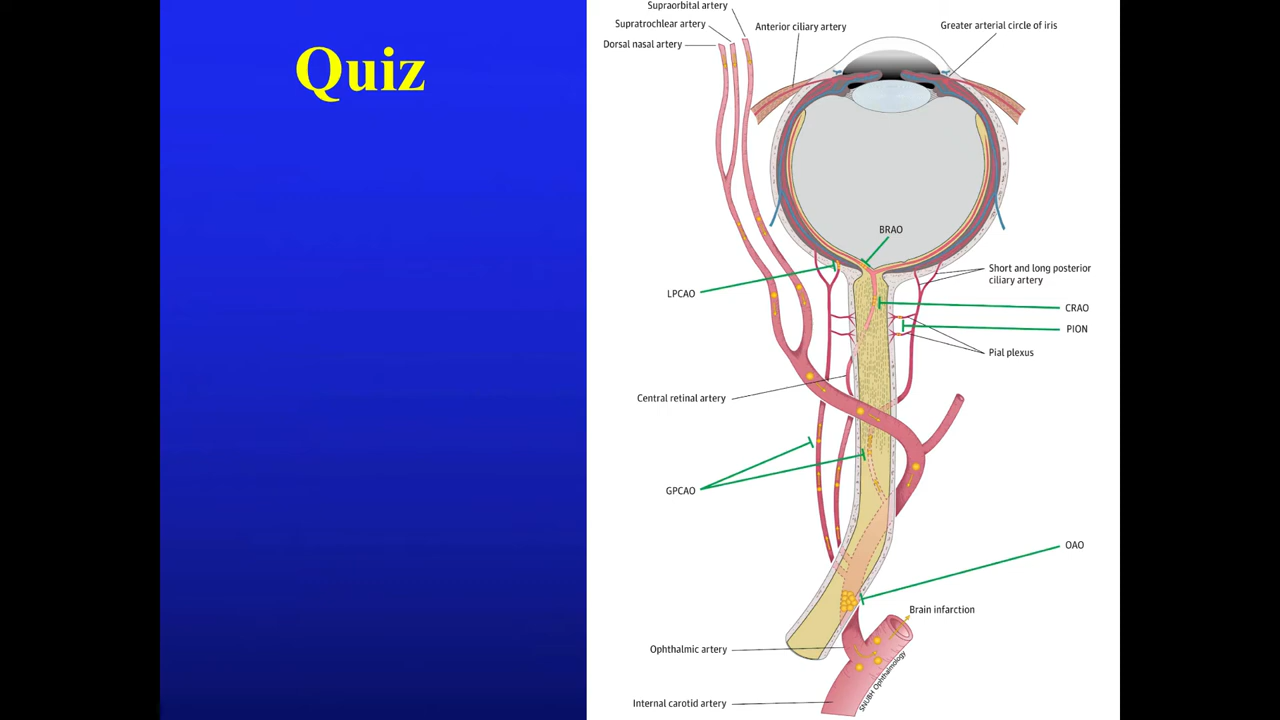 Quiz
Supraorbital artery
Supratrochlear artery
Dorsal nasal artery
Anterior ciliary artery
Greater arterial circle of iris
BRAO
Short and long posterior
ciliary artery
LPCAO
CRAO
PION
Pial plexus
Central retinal artery
GPCAO
OAO
Brain infarction
Ophthalmic artery
SNUBH Ophthalmology
Internal carotid artery